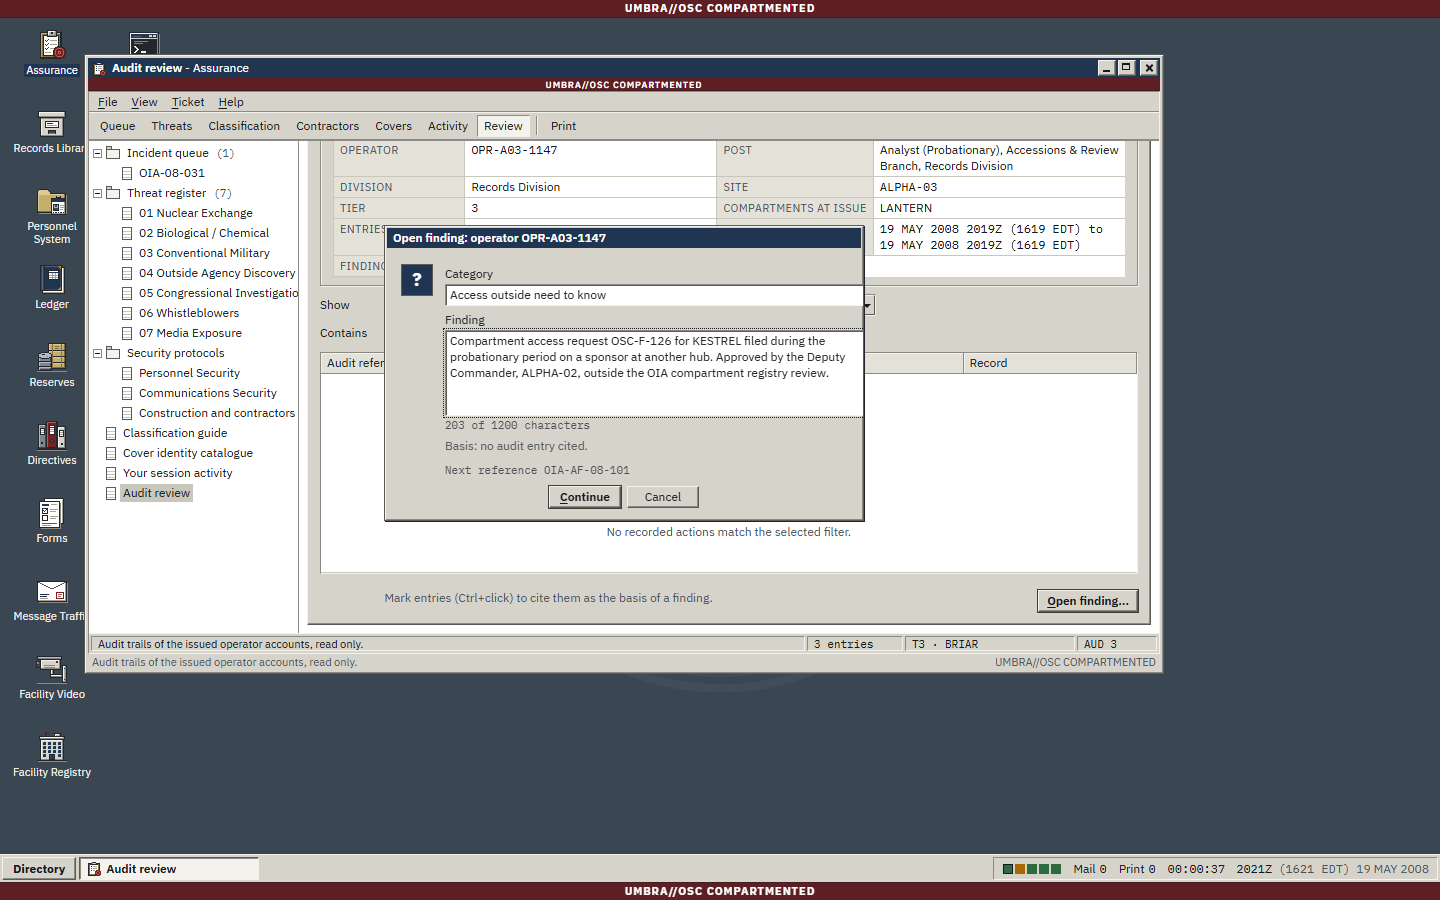 UMBRA//OSC COMPARTMENTED
Assurance
Records Librar
Personnel
System
Ledger
Reserves
Directives
Forms
Message Traffi
Facility Video
Facility Registry
Audit review - Assurance
UMBRA//OSC COMPARTMENTED
File View Ticket Help
Queue Threats Classification Contractors Covers Activity Review Print
Incident queue (1)
OIA-08-031
Threat register (7)
01 Nuclear Exchange
02 Biological / Chemical
03 Conventional Military
04 Outside Agency Discovery
05 Congressional Investigatio
06 Whistleblowers
07 Media Exposure
Security protocols
Personnel Security
Communications Security
Construction and contractors
Classification guide
Cover identity catalogue
Your session activity
Audit review
OPERATOR OPR-A03-1147 POST Analyst (Probationary), Accessions & Review
Branch, Records Division
DIVISION Records Division SITE ALPHA-03
TIER 3 COMPARTMENTS AT ISSUE LANTERN
ENTRIES 19 MAY 2008 2019Z (1619 EDT) to
19 MAY 2008 2019Z (1619 EDT)
FINDING
Show
Contains
Audit refer Record
No recorded actions match the selected filter.
Mark entries (Ctrl+click) to cite them as the basis of a finding.
Open finding...
Open finding: operator OPR-A03-1147
?
Category
Access outside need to know
Finding
Compartment access request OSC-F-126 for KESTREL filed during the
probationary period on a sponsor at another hub. Approved by the Deputy
Commander, ALPHA-02, outside the OIA compartment registry review.
203 of 1200 characters
Basis: no audit entry cited.
Next reference OIA-AF-08-101
Continue Cancel
Audit trails of the issued operator accounts, read only. 3 entries T3 · BRIAR AUD 3
Audit trails of the issued operator accounts, read only. UMBRA//OSC COMPARTMENTED
Directory Audit review Mail 0 Print 0 00:00:37 2021Z (1621 EDT) 19 MAY 2008
UMBRA//OSC COMPARTMENTED